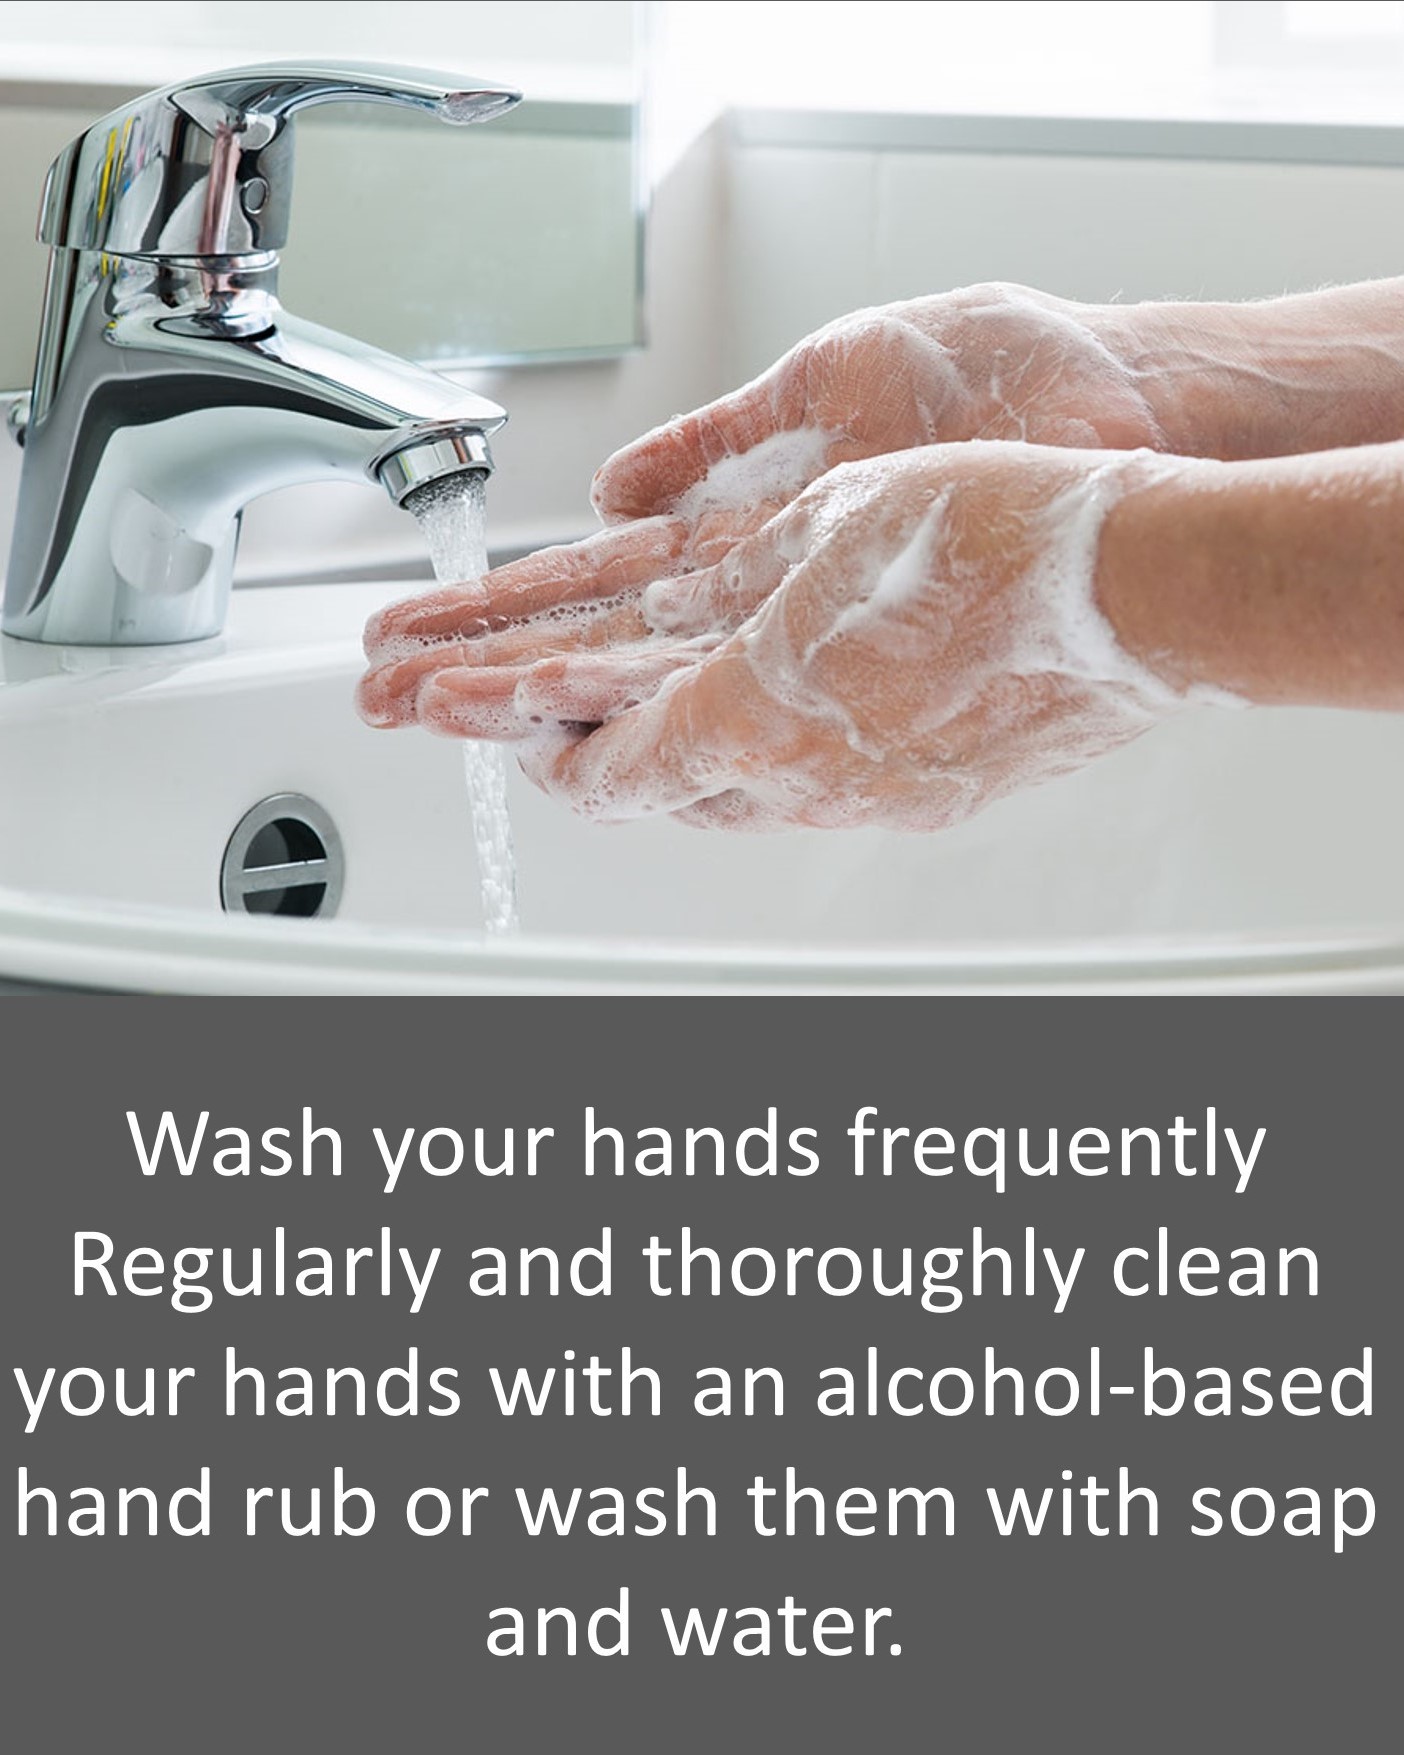 Wash your hands frequently
Regularly and thoroughly clean
your hands with an alcohol-based
hand rub or wash them with soap
and water.